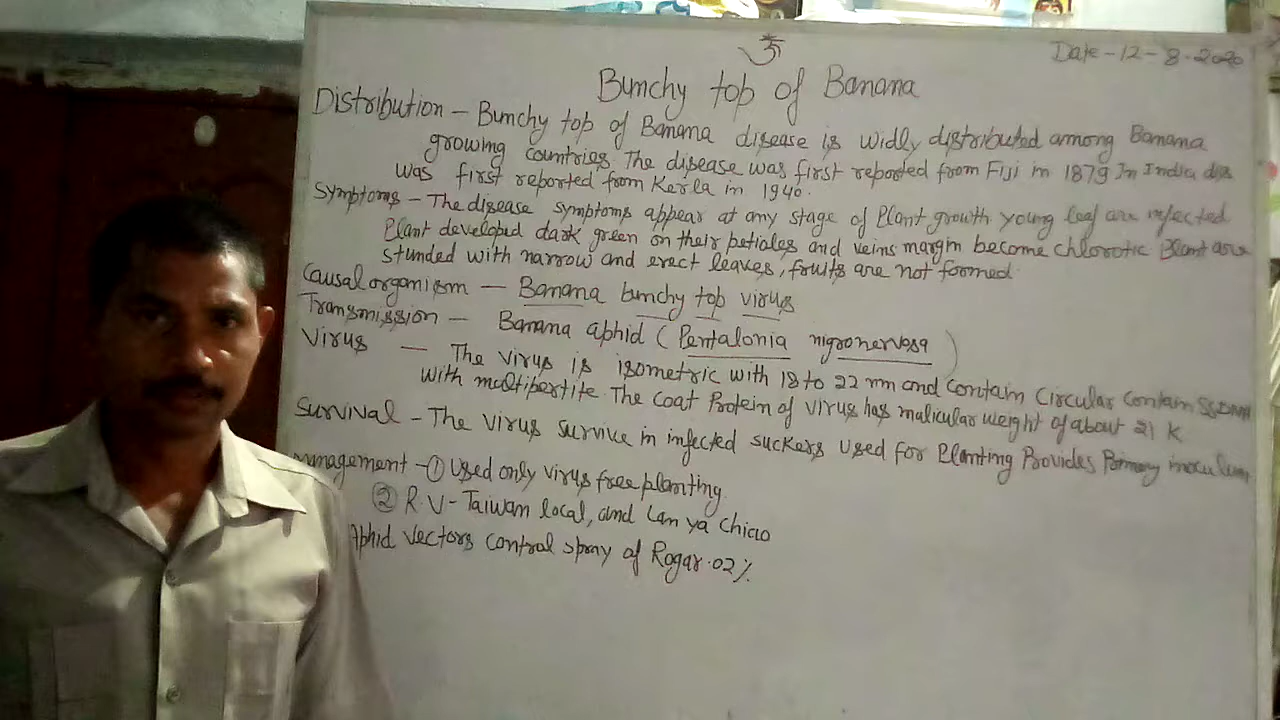 ॐ
Date-12-8-2020
Bunchy top of Banana
Distribution - Bunchy top of Banana disease is widly distributed among Banana
growing countries. The disease was first reported from Fiji in 1879 In India dis
was first reported from Kerla in 1940.
Symptoms - The disease symptoms appear at any stage of Plant growth young leaf are infected
Plant developed dark green on their petioles and veins margin become chlorotic Plant are
stunded with narrow and erect leaves, fruits are not formed.
Causal organism - Banana bunchy top virus
Transmission - Banana aphid (Pentalonia nigronervosa)
Virus - The virus is isometric with 18 to 22 nm and contain Circular contain SSDNA
with multipertite. The coat Protein of virus has malicular weight of about 21 K
Survival - The virus survive in infected suckers used for Planting Provides Primary inoculum
management - ① Used only virus free planting.
② R.V - Taiwan local, and Lan ya Chiao
Aphid vectors control spray of Rogar .02%.